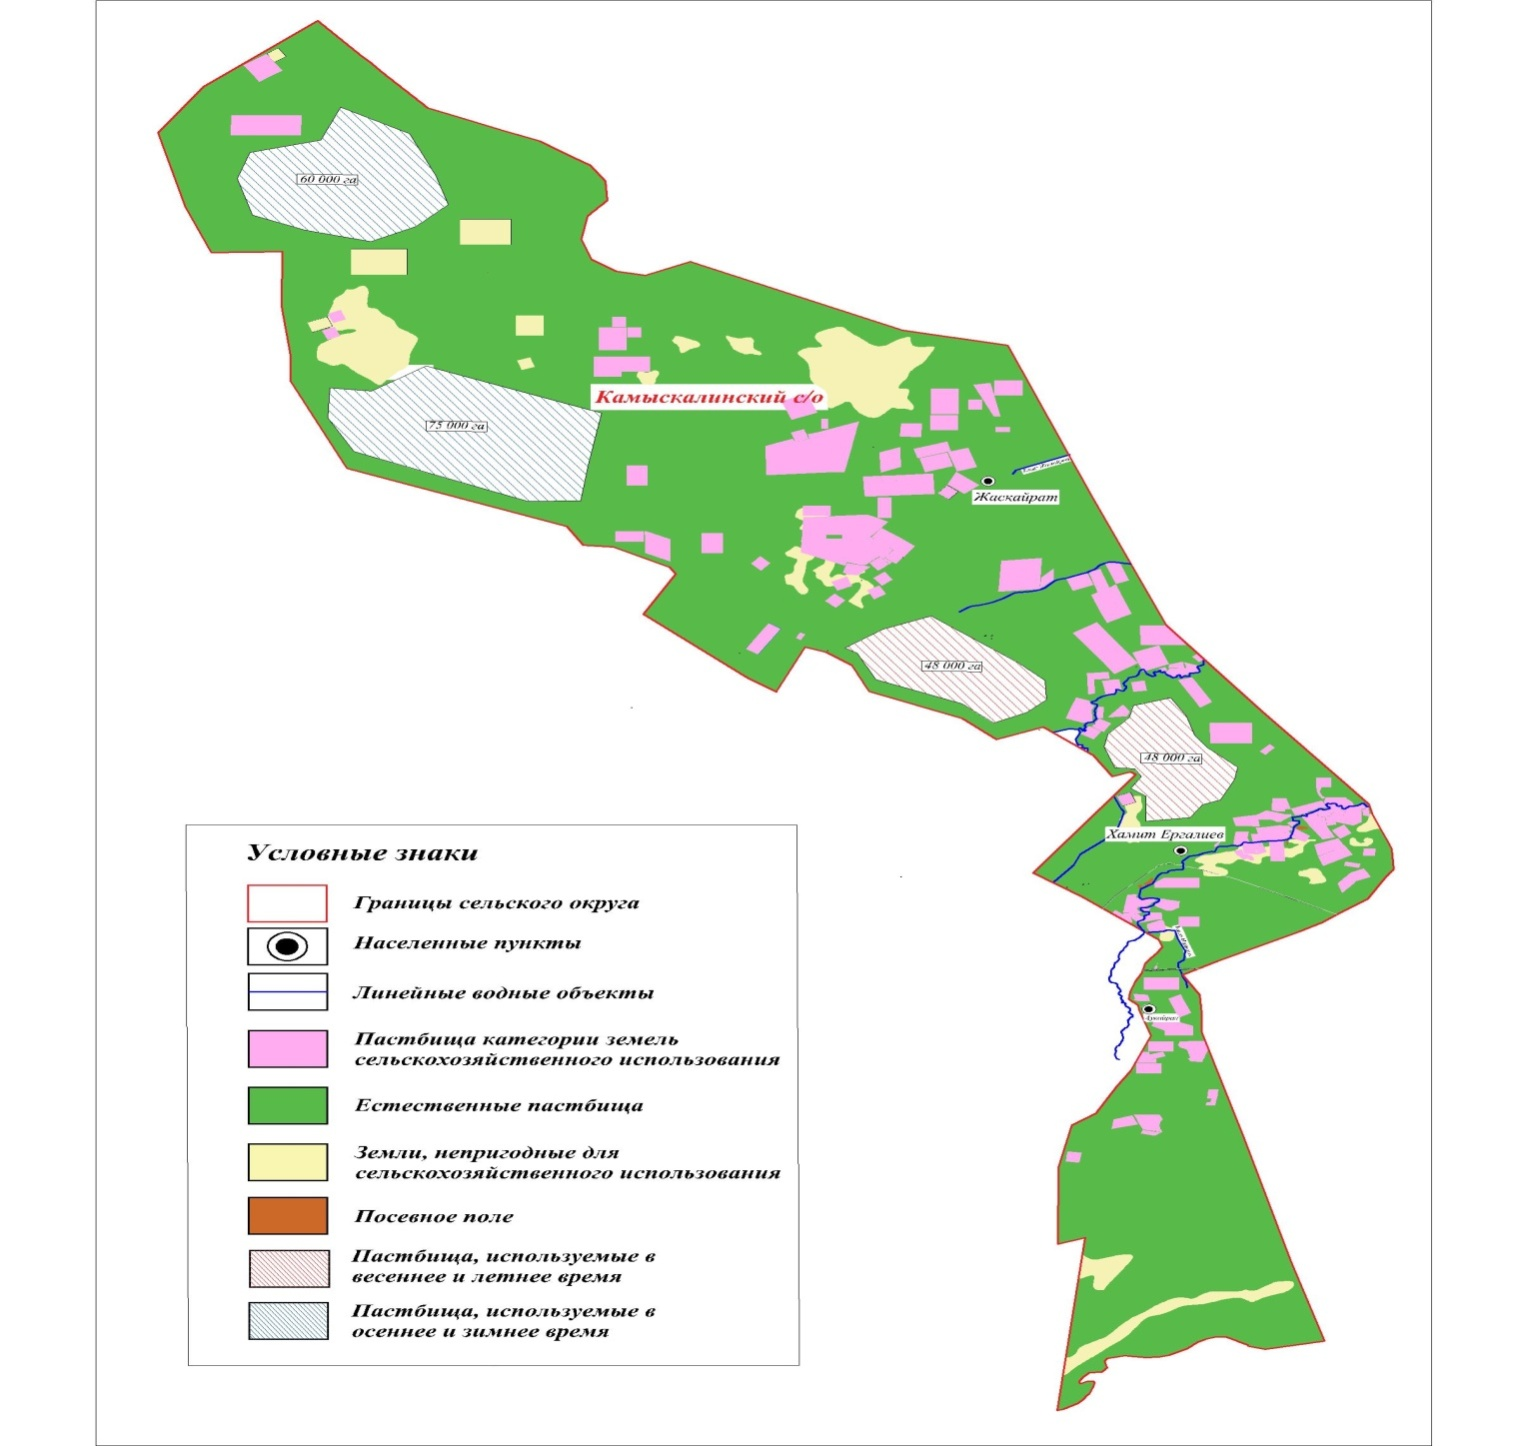 60 000 га
75 000 га
Камыскалинский с/о
Жаскайрат
48 000 га
48 000 га
Хамит Ергалиев
Условные знаки
Границы сельского округа
Населенные пункты
Линейные водные объекты
Пастбища категории земель
сельскохозяйственного использования
Естественные пастбища
Земли, непригодные для
сельскохозяйственного использования
Посевное поле
Пастбища, используемые в
весеннее и летнее время
Пастбища, используемые в
осеннее и зимнее время